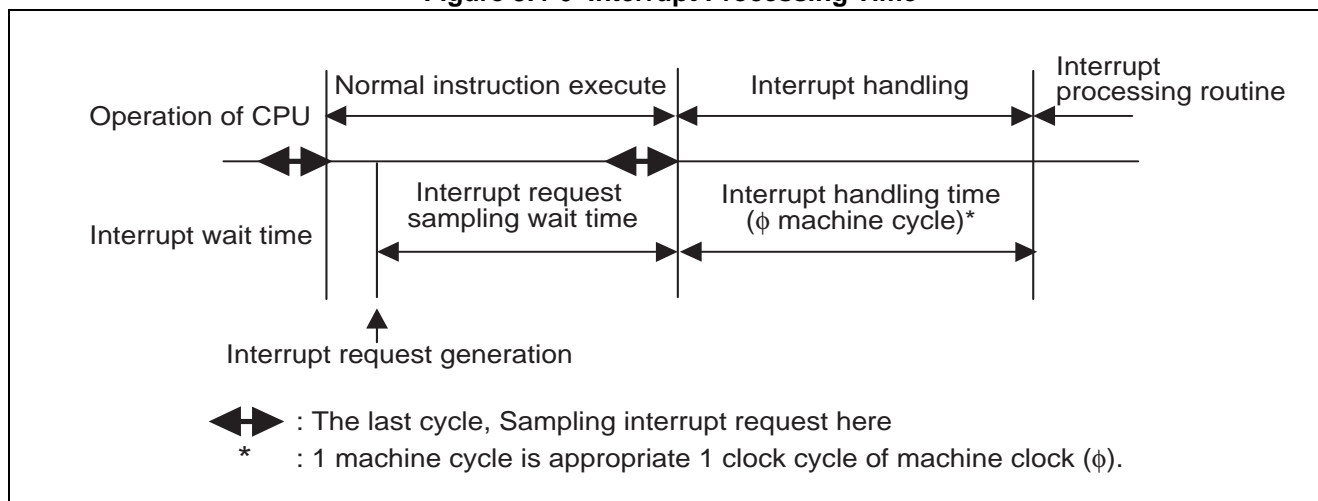 Normal instruction execute
Interrupt handling
Interrupt
processing routine
Operation of CPU
Interrupt request
sampling wait time
Interrupt handling time
(ϕ machine cycle)*
Interrupt wait time
Interrupt request generation
: The last cycle, Sampling interrupt request here
* : 1 machine cycle is appropriate 1 clock cycle of machine clock (ϕ).